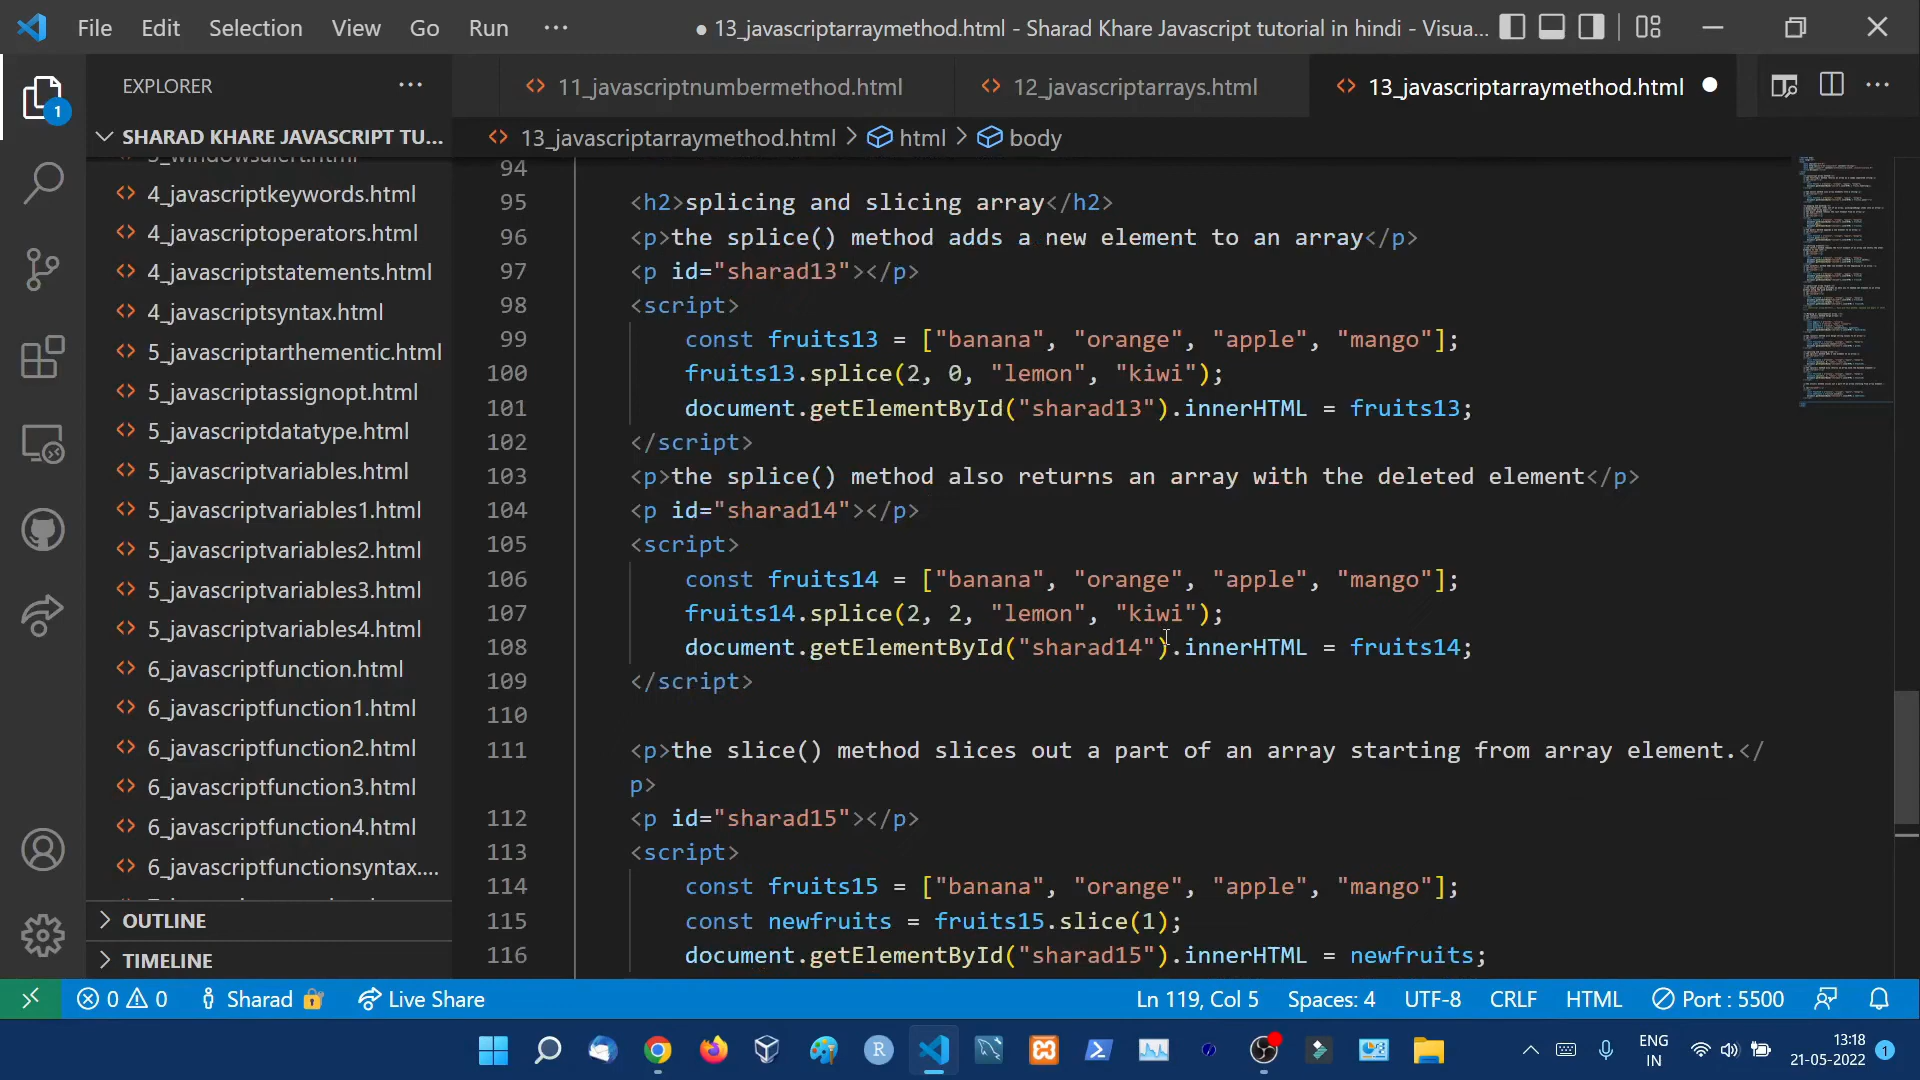 File Edit Selection View Go Run ··· ● 13_javascriptarraymethod.html - Sharad Khare Javascript tutorial in hindi - Visua...
EXPLORER ···
11_javascriptnumbermethod.html 12_javascriptarrays.html 13_javascriptarraymethod.html ●
SHARAD KHARE JAVASCRIPT TU...
13_javascriptarraymethod.html > html > body
4_javascriptkeywords.html
4_javascriptoperators.html
4_javascriptstatements.html
4_javascriptsyntax.html
5_javascriptarthementic.html
5_javascriptassignopt.html
5_javascriptdatatype.html
5_javascriptvariables.html
5_javascriptvariables1.html
5_javascriptvariables2.html
5_javascriptvariables3.html
5_javascriptvariables4.html
6_javascriptfunction.html
6_javascriptfunction1.html
6_javascriptfunction2.html
6_javascriptfunction3.html
6_javascriptfunction4.html
6_javascriptfunctionsyntax....
OUTLINE
TIMELINE
1
94
95 <h2>splicing and slicing array</h2>
96 <p>the splice() method adds a new element to an array</p>
97 <p id="sharad13"></p>
98 <script>
99 const fruits13 = ["banana", "orange", "apple", "mango"];
100 fruits13.splice(2, 0, "lemon", "kiwi");
101 document.getElementById("sharad13").innerHTML = fruits13;
102 </script>
103 <p>the splice() method also returns an array with the deleted element</p>
104 <p id="sharad14"></p>
105 <script>
106 const fruits14 = ["banana", "orange", "apple", "mango"];
107 fruits14.splice(2, 2, "lemon", "kiwi");
108 document.getElementById("sharad14").innerHTML = fruits14;
109 </script>
110
111 <p>the slice() method slices out a part of an array starting from array element.</
p>
112 <p id="sharad15"></p>
113 <script>
114 const fruits15 = ["banana", "orange", "apple", "mango"];
115 const newfruits = fruits15.slice(1);
116 document.getElementById("sharad15").innerHTML = newfruits;
0 0 Sharad Live Share Ln 119, Col 5 Spaces: 4 UTF-8 CRLF HTML Port : 5500
R ENG
IN
13:18
21-05-2022
1